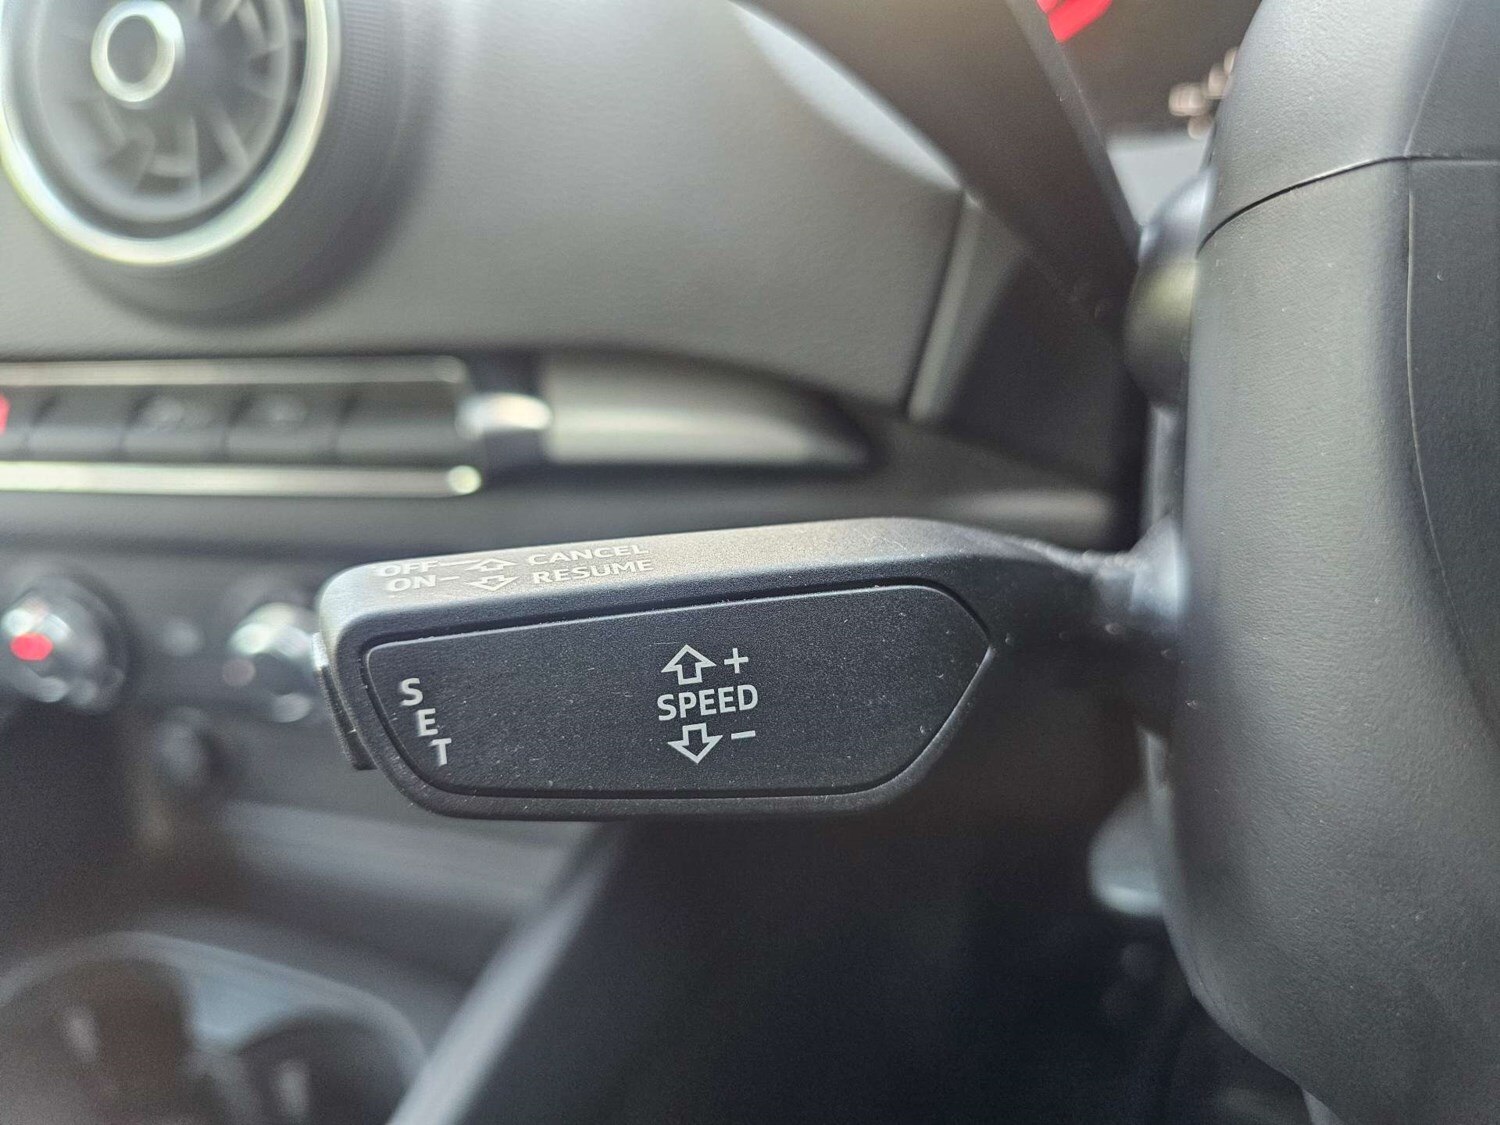 OFF CANCEL
ON RESUME
SET
+
SPEED
-